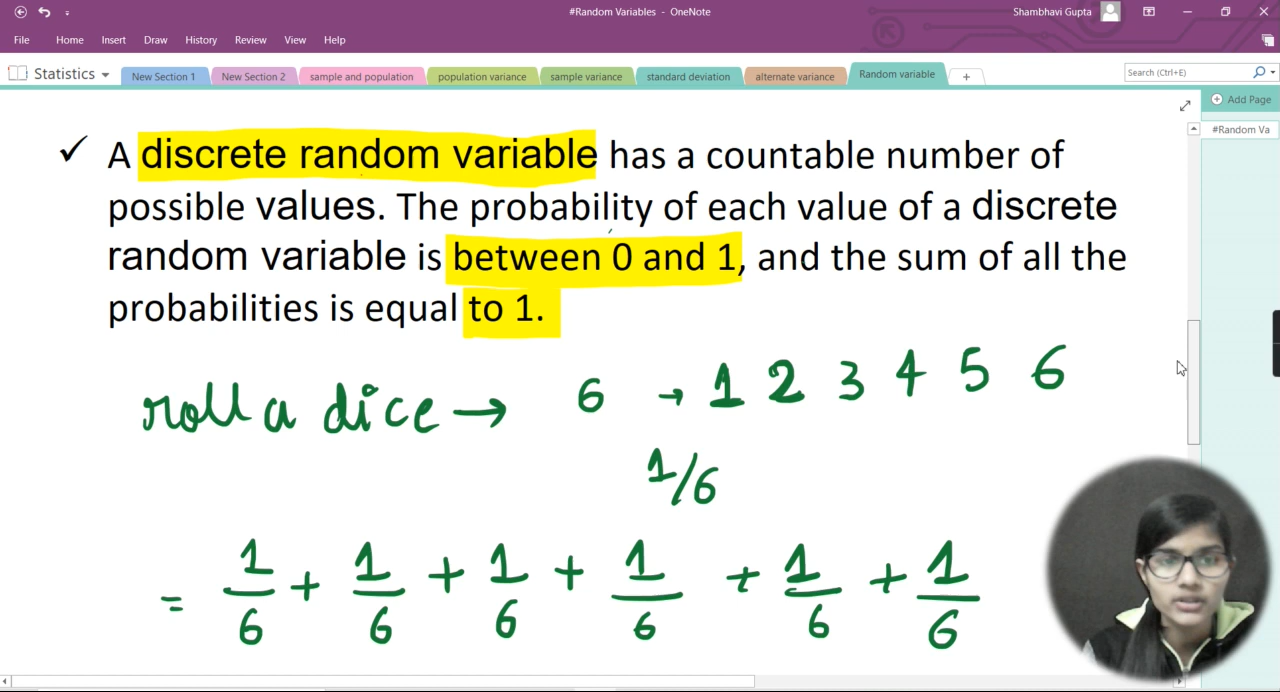 #Random Variables - OneNote
Shambhavi Gupta
File Home Insert Draw History Review View Help
Statistics New Section 1 New Section 2 sample and population population variance sample variance standard deviation alternate variance Random variable + Search (Ctrl+E)
Add Page
#Random Va
✓ A discrete random variable has a countable number of
possible values. The probability of each value of a discrete
random variable is between 0 and 1, and the sum of all the
probabilities is equal to 1.
roll a dice → 6 → 1 2 3 4 5 6
1/6
= 1/6 + 1/6 + 1/6 + 1/6 + 1/6 + 1/6